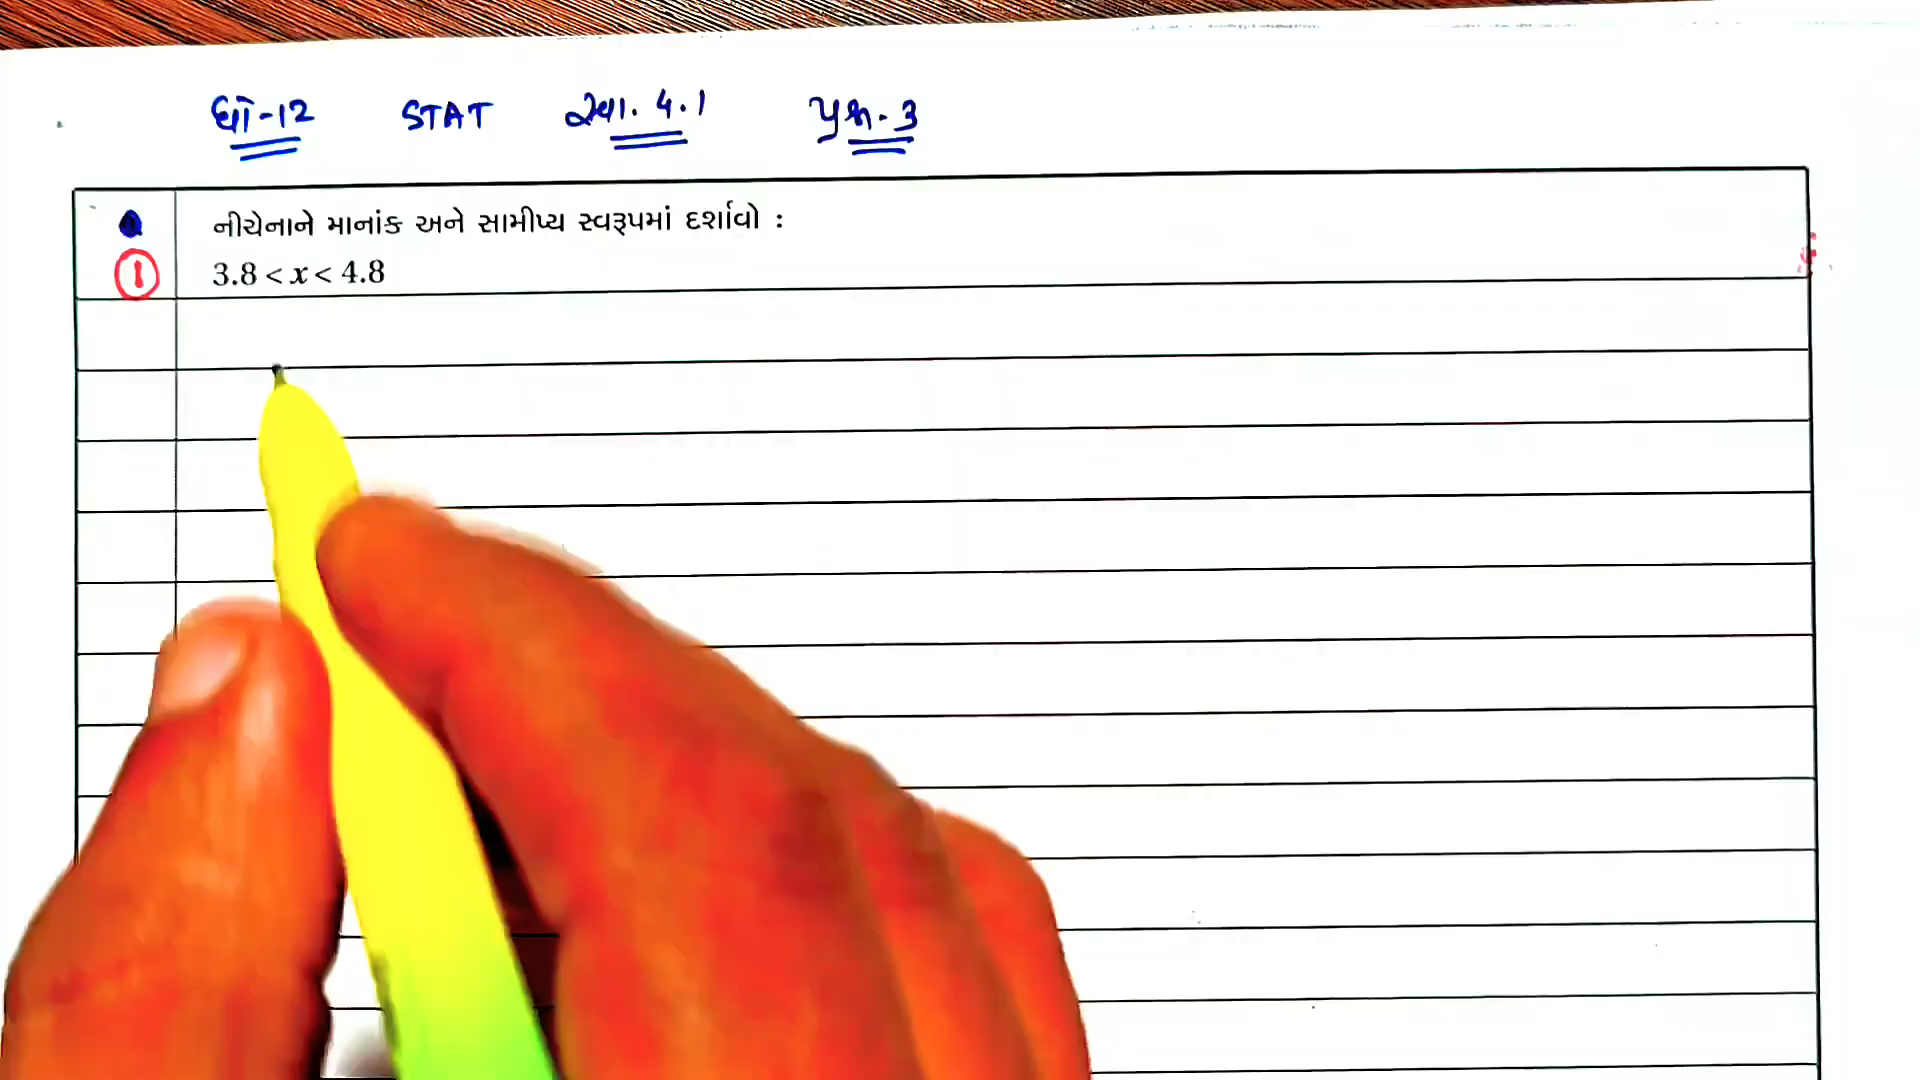 ધો-12 STAT સ્વા. 4.1 પ્રશ્ન-3
નીચેનાને માનાંક અને સામીપ્ય સ્વરૂપમાં દર્શાવો :
1
3.8 < x < 4.8